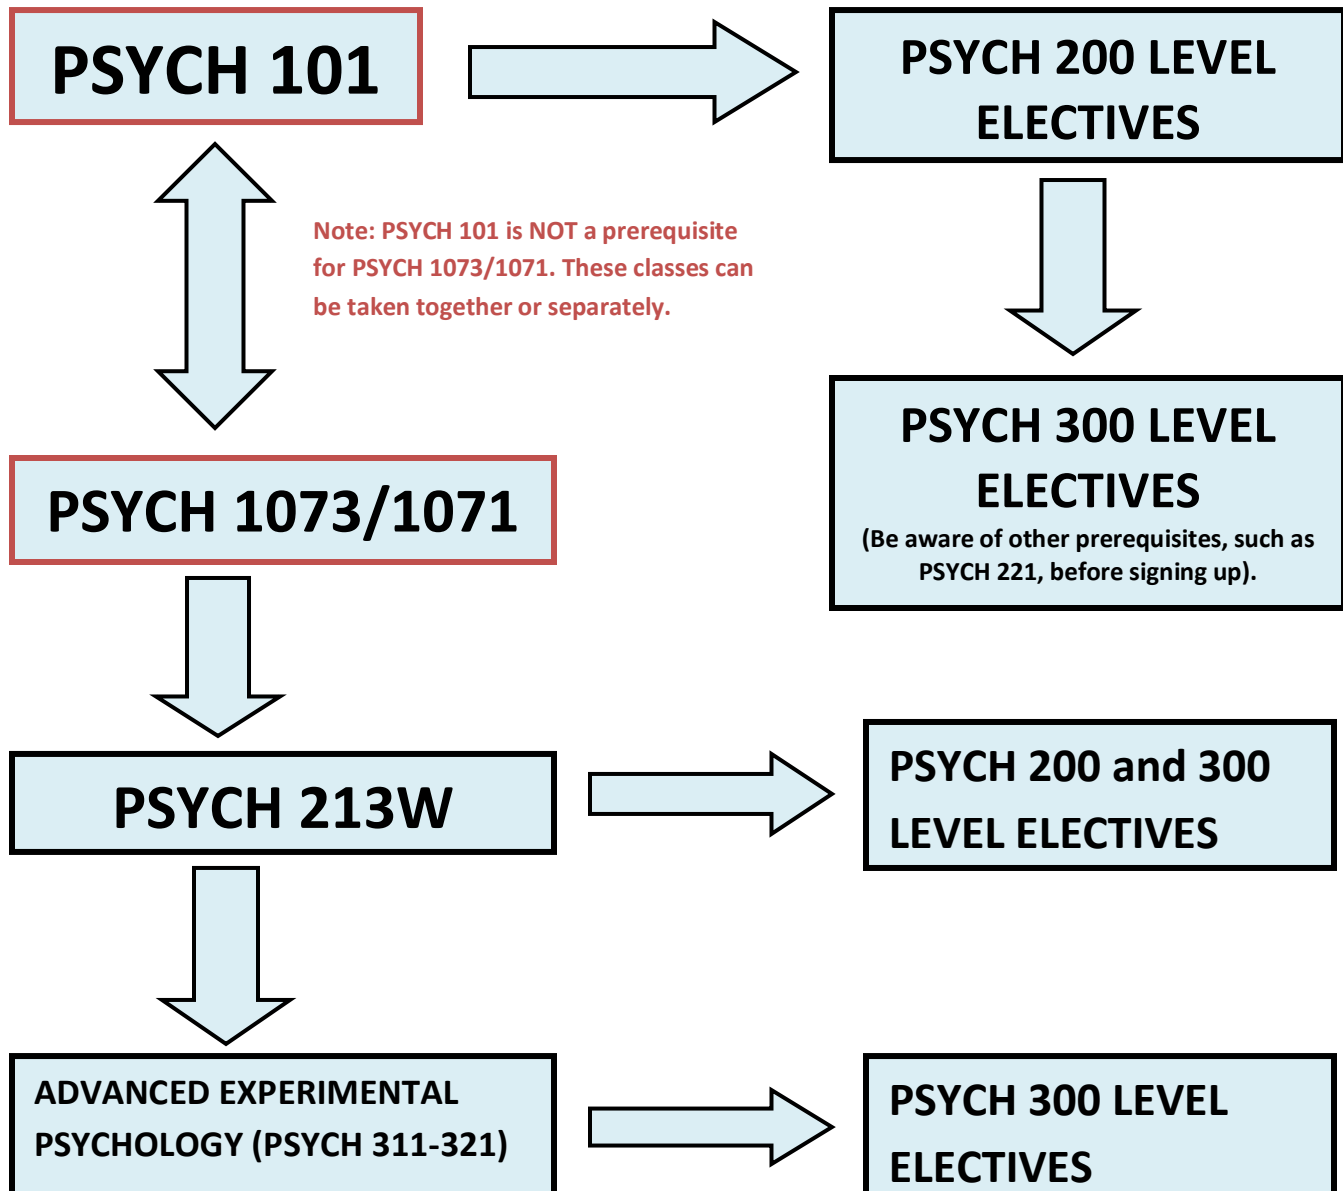 PSYCH 101
PSYCH 200 LEVEL
ELECTIVES
Note: PSYCH 101 is NOT a prerequisite
for PSYCH 1073/1071. These classes can
be taken together or separately.
PSYCH 300 LEVEL
ELECTIVES
(Be aware of other prerequisites, such as
PSYCH 221, before signing up).
PSYCH 1073/1071
PSYCH 213W
PSYCH 200 and 300
LEVEL ELECTIVES
ADVANCED EXPERIMENTAL
PSYCHOLOGY (PSYCH 311-321)
PSYCH 300 LEVEL
ELECTIVES